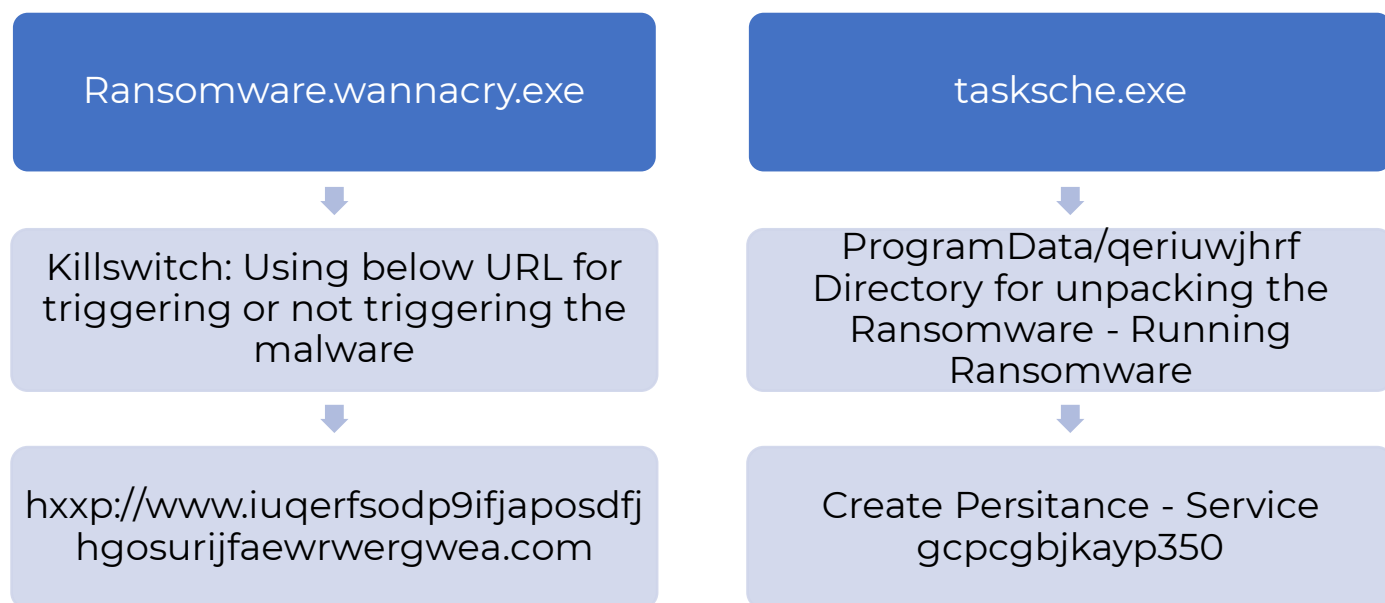 Ransomware.wannacry.exe
Killswitch: Using below URL for
triggering or not triggering the
malware
hxxp://www.iuqerfsodp9ifjaposdfj
hgosurijfaewrwergwea.com
tasksche.exe
ProgramData/qeriuwjhrf
Directory for unpacking the
Ransomware - Running
Ransomware
Create Persitance - Service
gcpcgbjkayp350